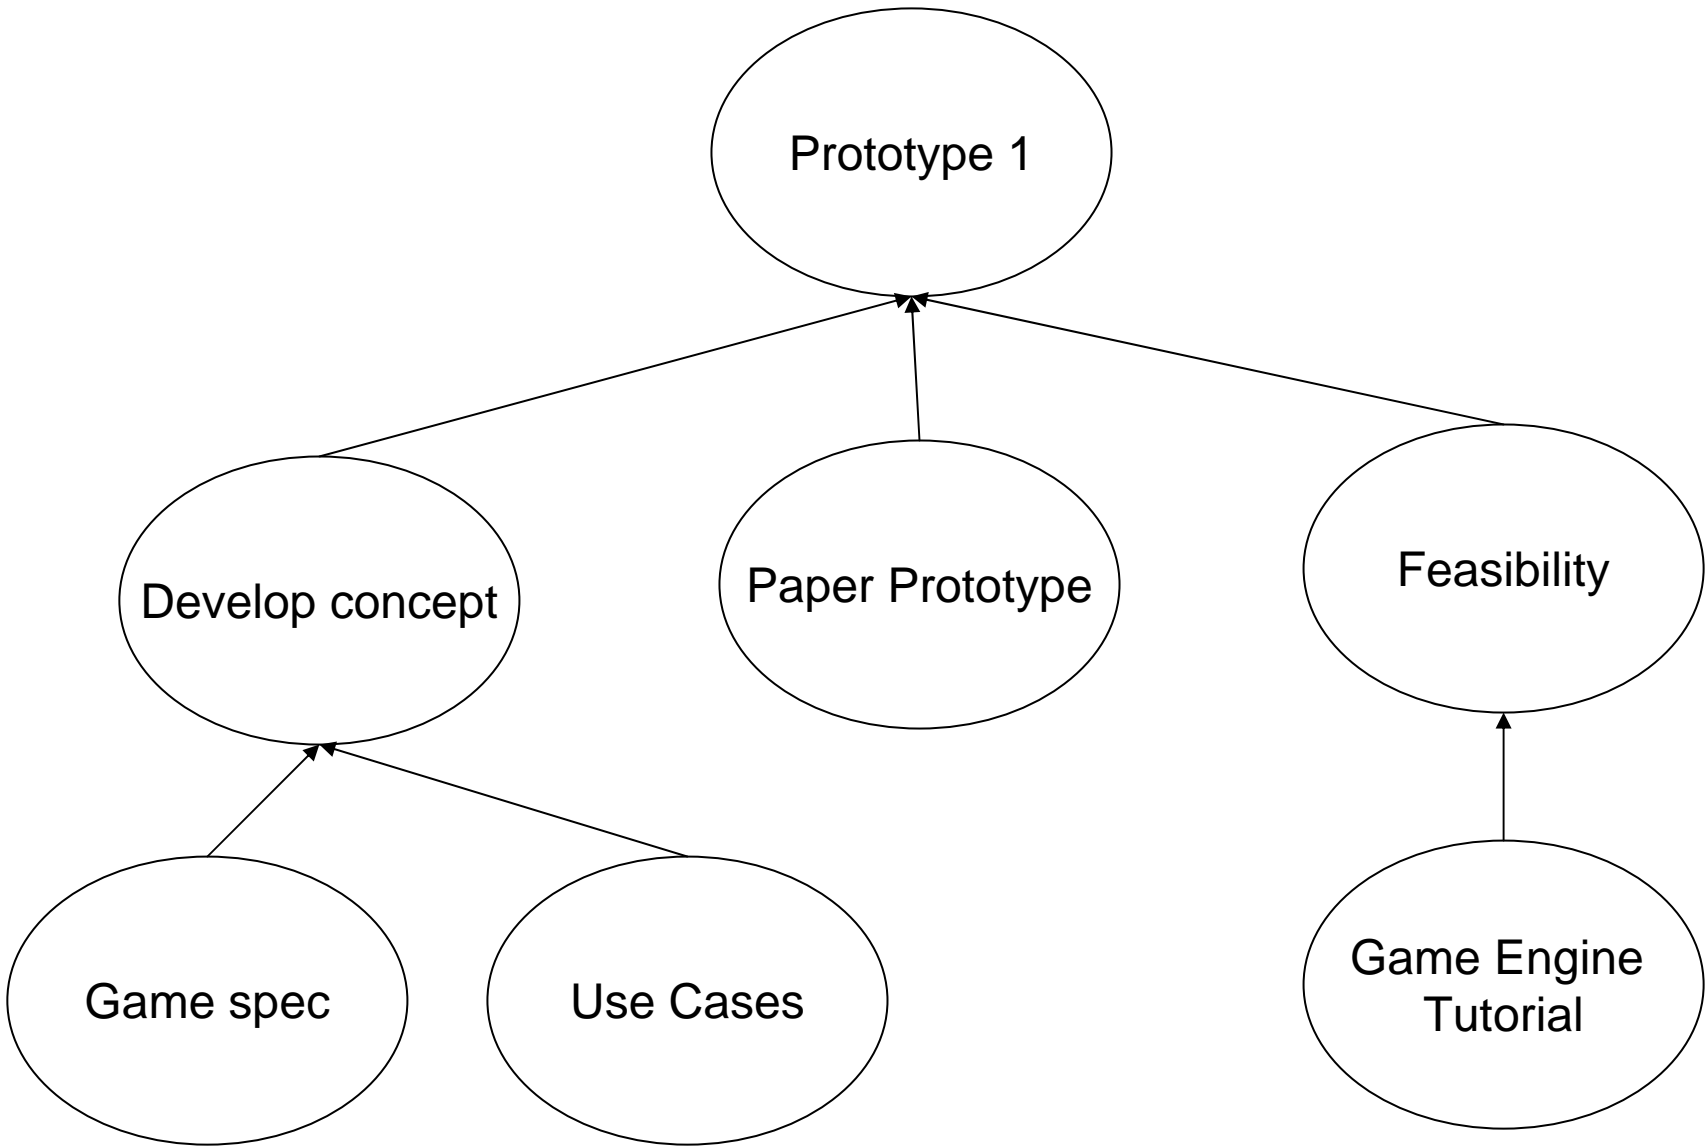 Prototype 1
Develop concept
Paper Prototype
Feasibility
Game spec
Use Cases
Game Engine
Tutorial